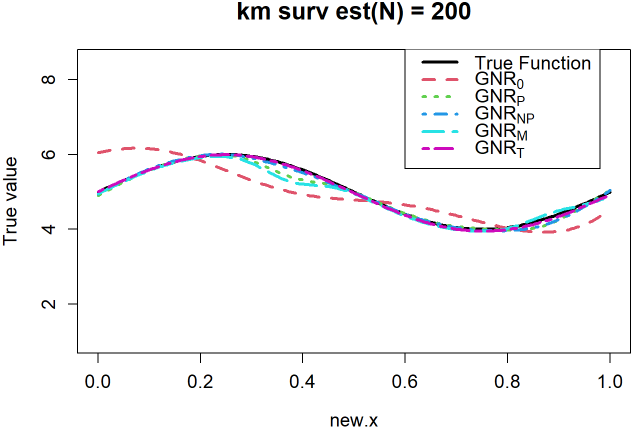 km surv est(N) = 200
True Function
GNR0
GNRP
GNRNP
GNRM
GNRT
True value
8
6
4
2
0.0 0.2 0.4 0.6 0.8 1.0
new.x